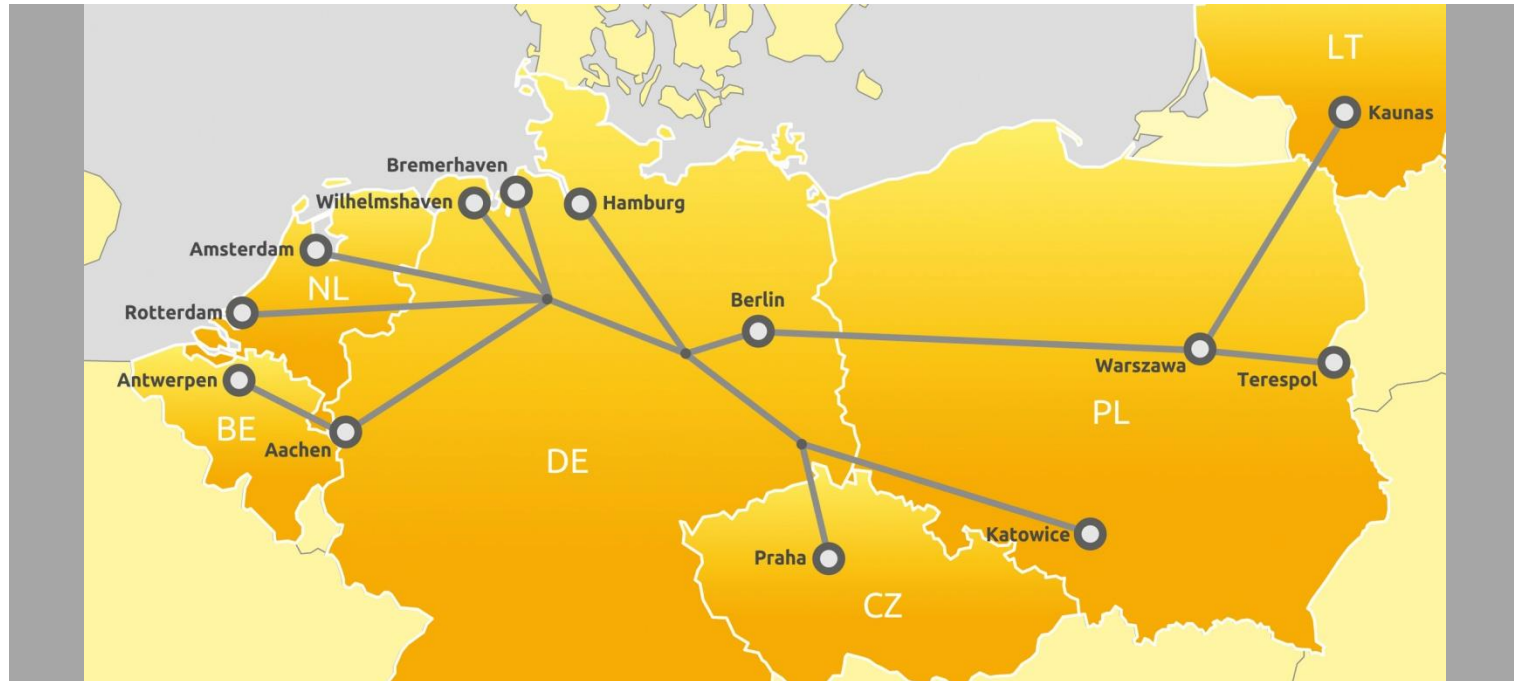 LT
Kaunas
Bremerhaven
Wilhelmshaven
Hamburg
Amsterdam
NL
Rotterdam
Berlin
Warszawa
Terespol
Antwerpen
BE
PL
Aachen
DE
Katowice
Praha
CZ